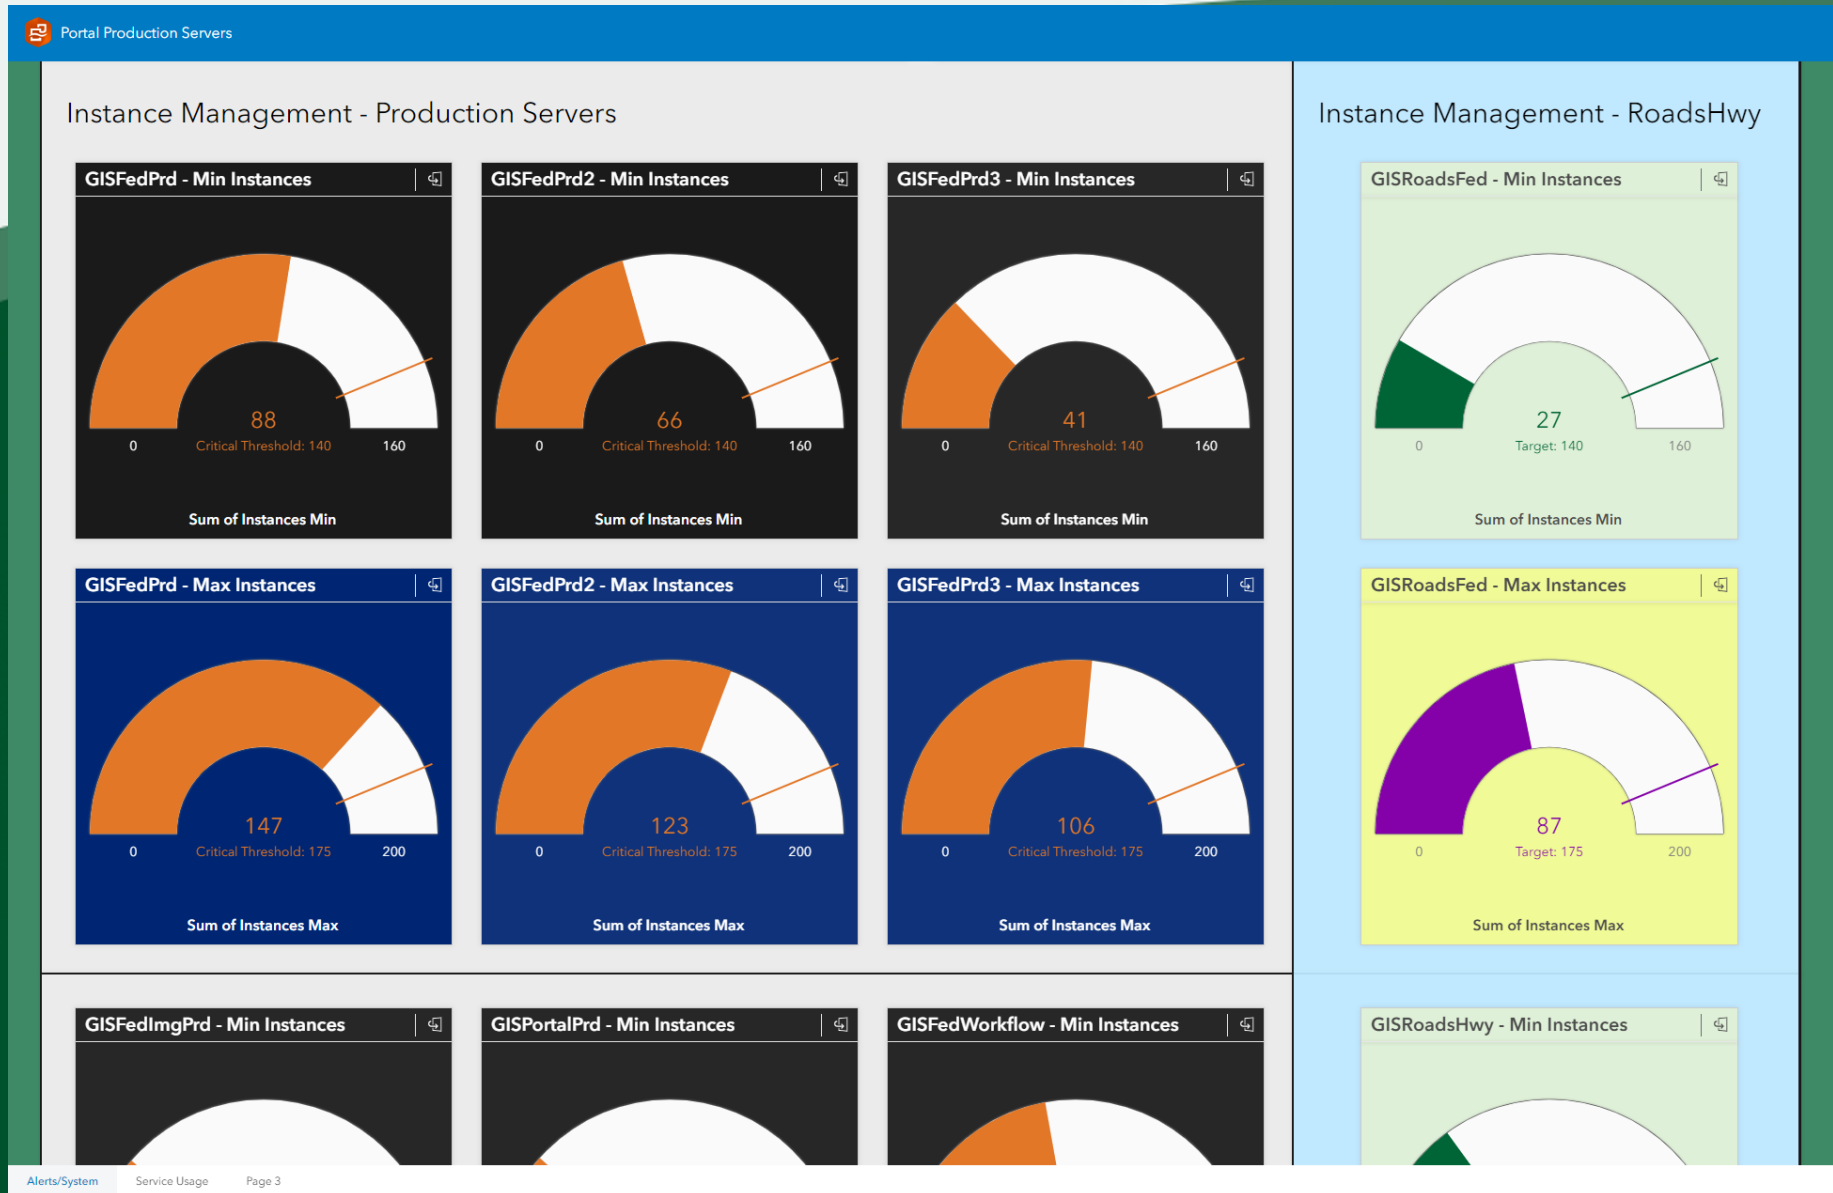 Portal Production Servers
Instance Management - Production Servers
GISFedPrd - Min Instances
88
Critical Threshold: 140
0
160
Sum of Instances Min
GISFedPrd2 - Min Instances
66
Critical Threshold: 140
0
160
Sum of Instances Min
GISFedPrd3 - Min Instances
41
Critical Threshold: 140
0
160
Sum of Instances Min
GISFedPrd - Max Instances
147
Critical Threshold: 175
0
200
Sum of Instances Max
GISFedPrd2 - Max Instances
123
Critical Threshold: 175
0
200
Sum of Instances Max
GISFedPrd3 - Max Instances
106
Critical Threshold: 175
0
200
Sum of Instances Max
GISFedImgPrd - Min Instances
GISPortalPrd - Min Instances
GISFedWorkflow - Min Instances
Instance Management - RoadsHwy
GISRoadsFed - Min Instances
27
Target: 140
0
160
Sum of Instances Min
GISRoadsFed - Max Instances
87
Target: 175
0
200
Sum of Instances Max
GISRoadsHwy - Min Instances
Alerts/System
Service Usage
Page 3